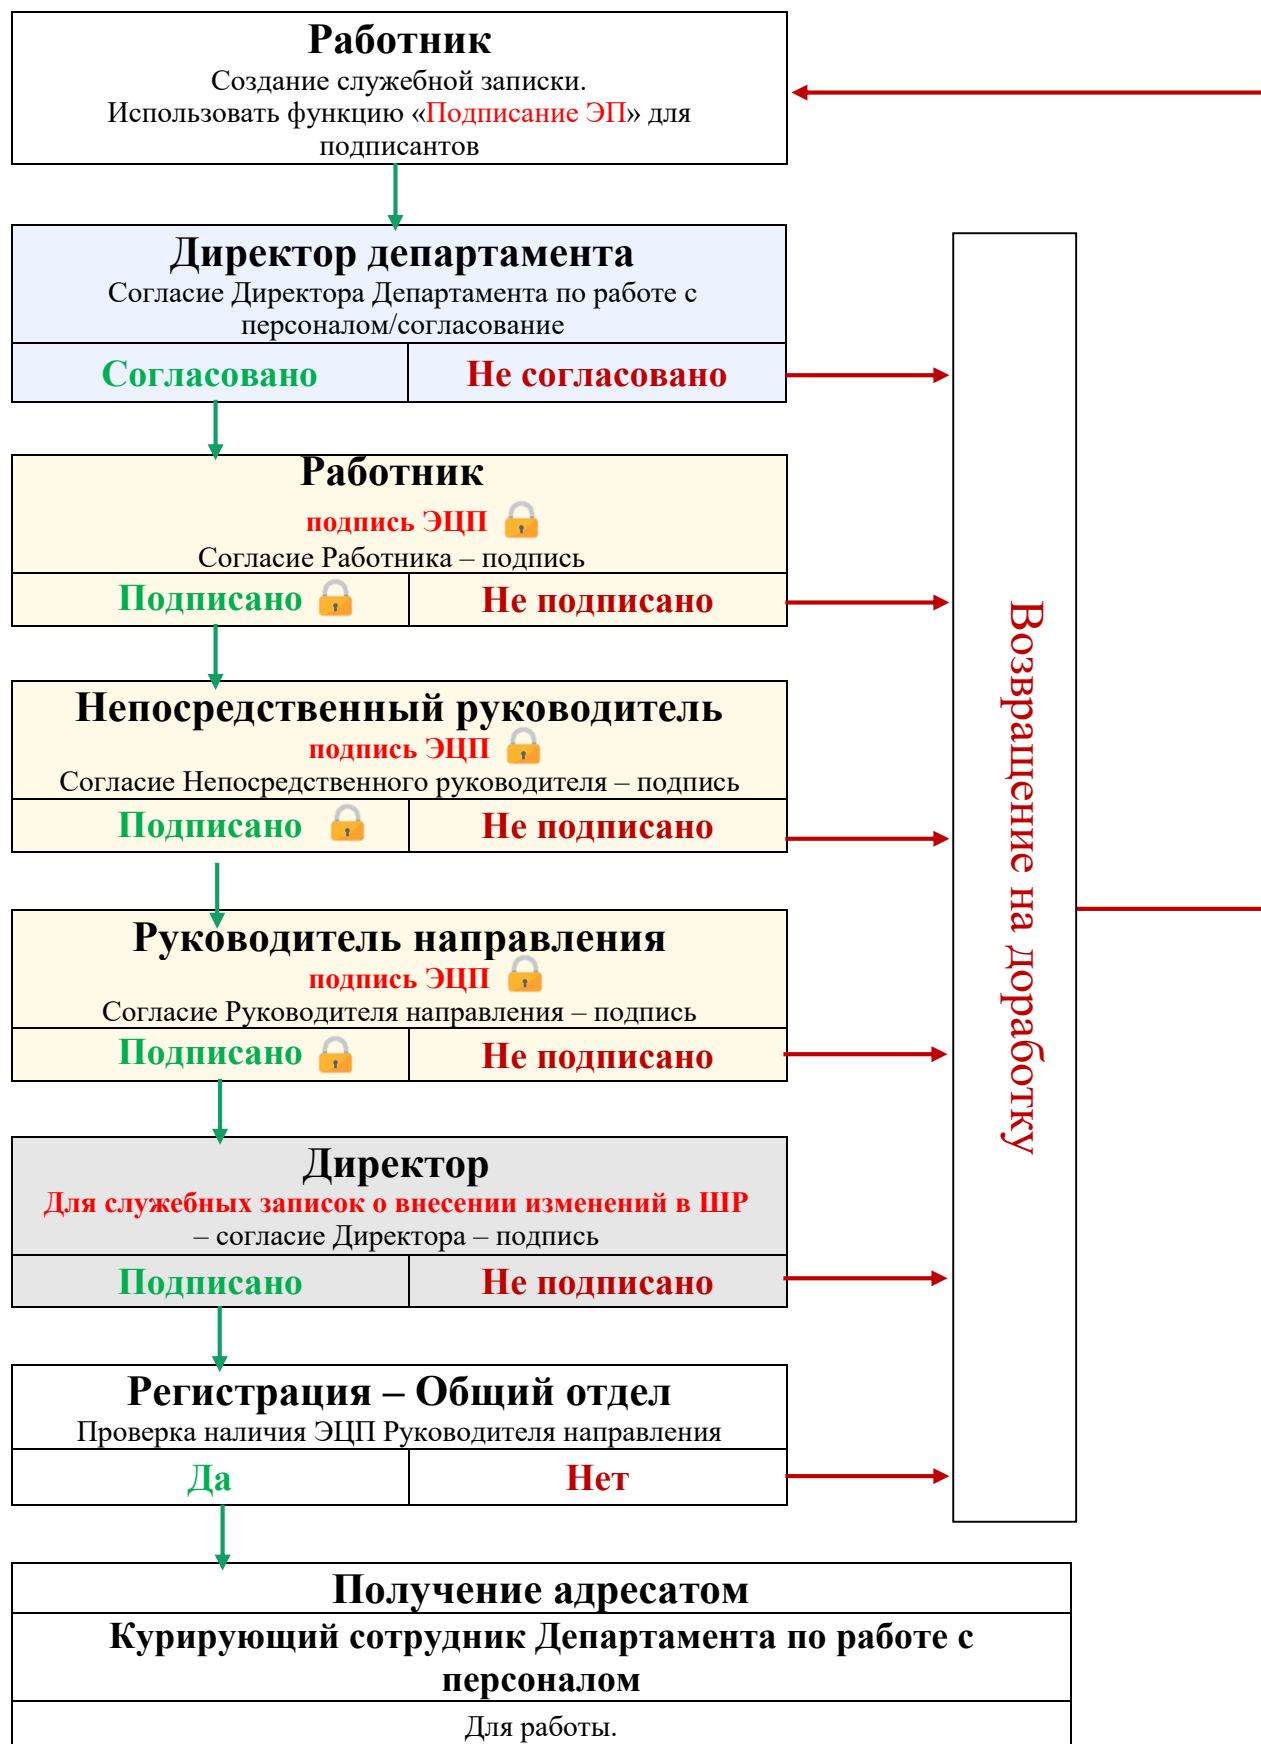 Работник
Создание служебной записки.
Использовать функцию «Подписание ЭП» для
подписантов
Директор департамента
Согласие Директора Департамента по работе с
персоналом/согласование
Согласовано
Не согласовано
Работник
подпись ЭЦП
Согласие Работника – подпись
Подписано
Не подписано
Непосредственный руководитель
подпись ЭЦП
Согласие Непосредственного руководителя – подпись
Подписано
Не подписано
Руководитель направления
подпись ЭЦП
Согласие Руководителя направления – подпись
Подписано
Не подписано
Директор
Для служебных записок о внесении изменений в ШР
– согласие Директора – подпись
Подписано
Не подписано
Регистрация – Общий отдел
Проверка наличия ЭЦП Руководителя направления
Да
Нет
Возвращение на доработку
Получение адресатом
Курирующий сотрудник Департамента по работе с
персоналом
Для работы.